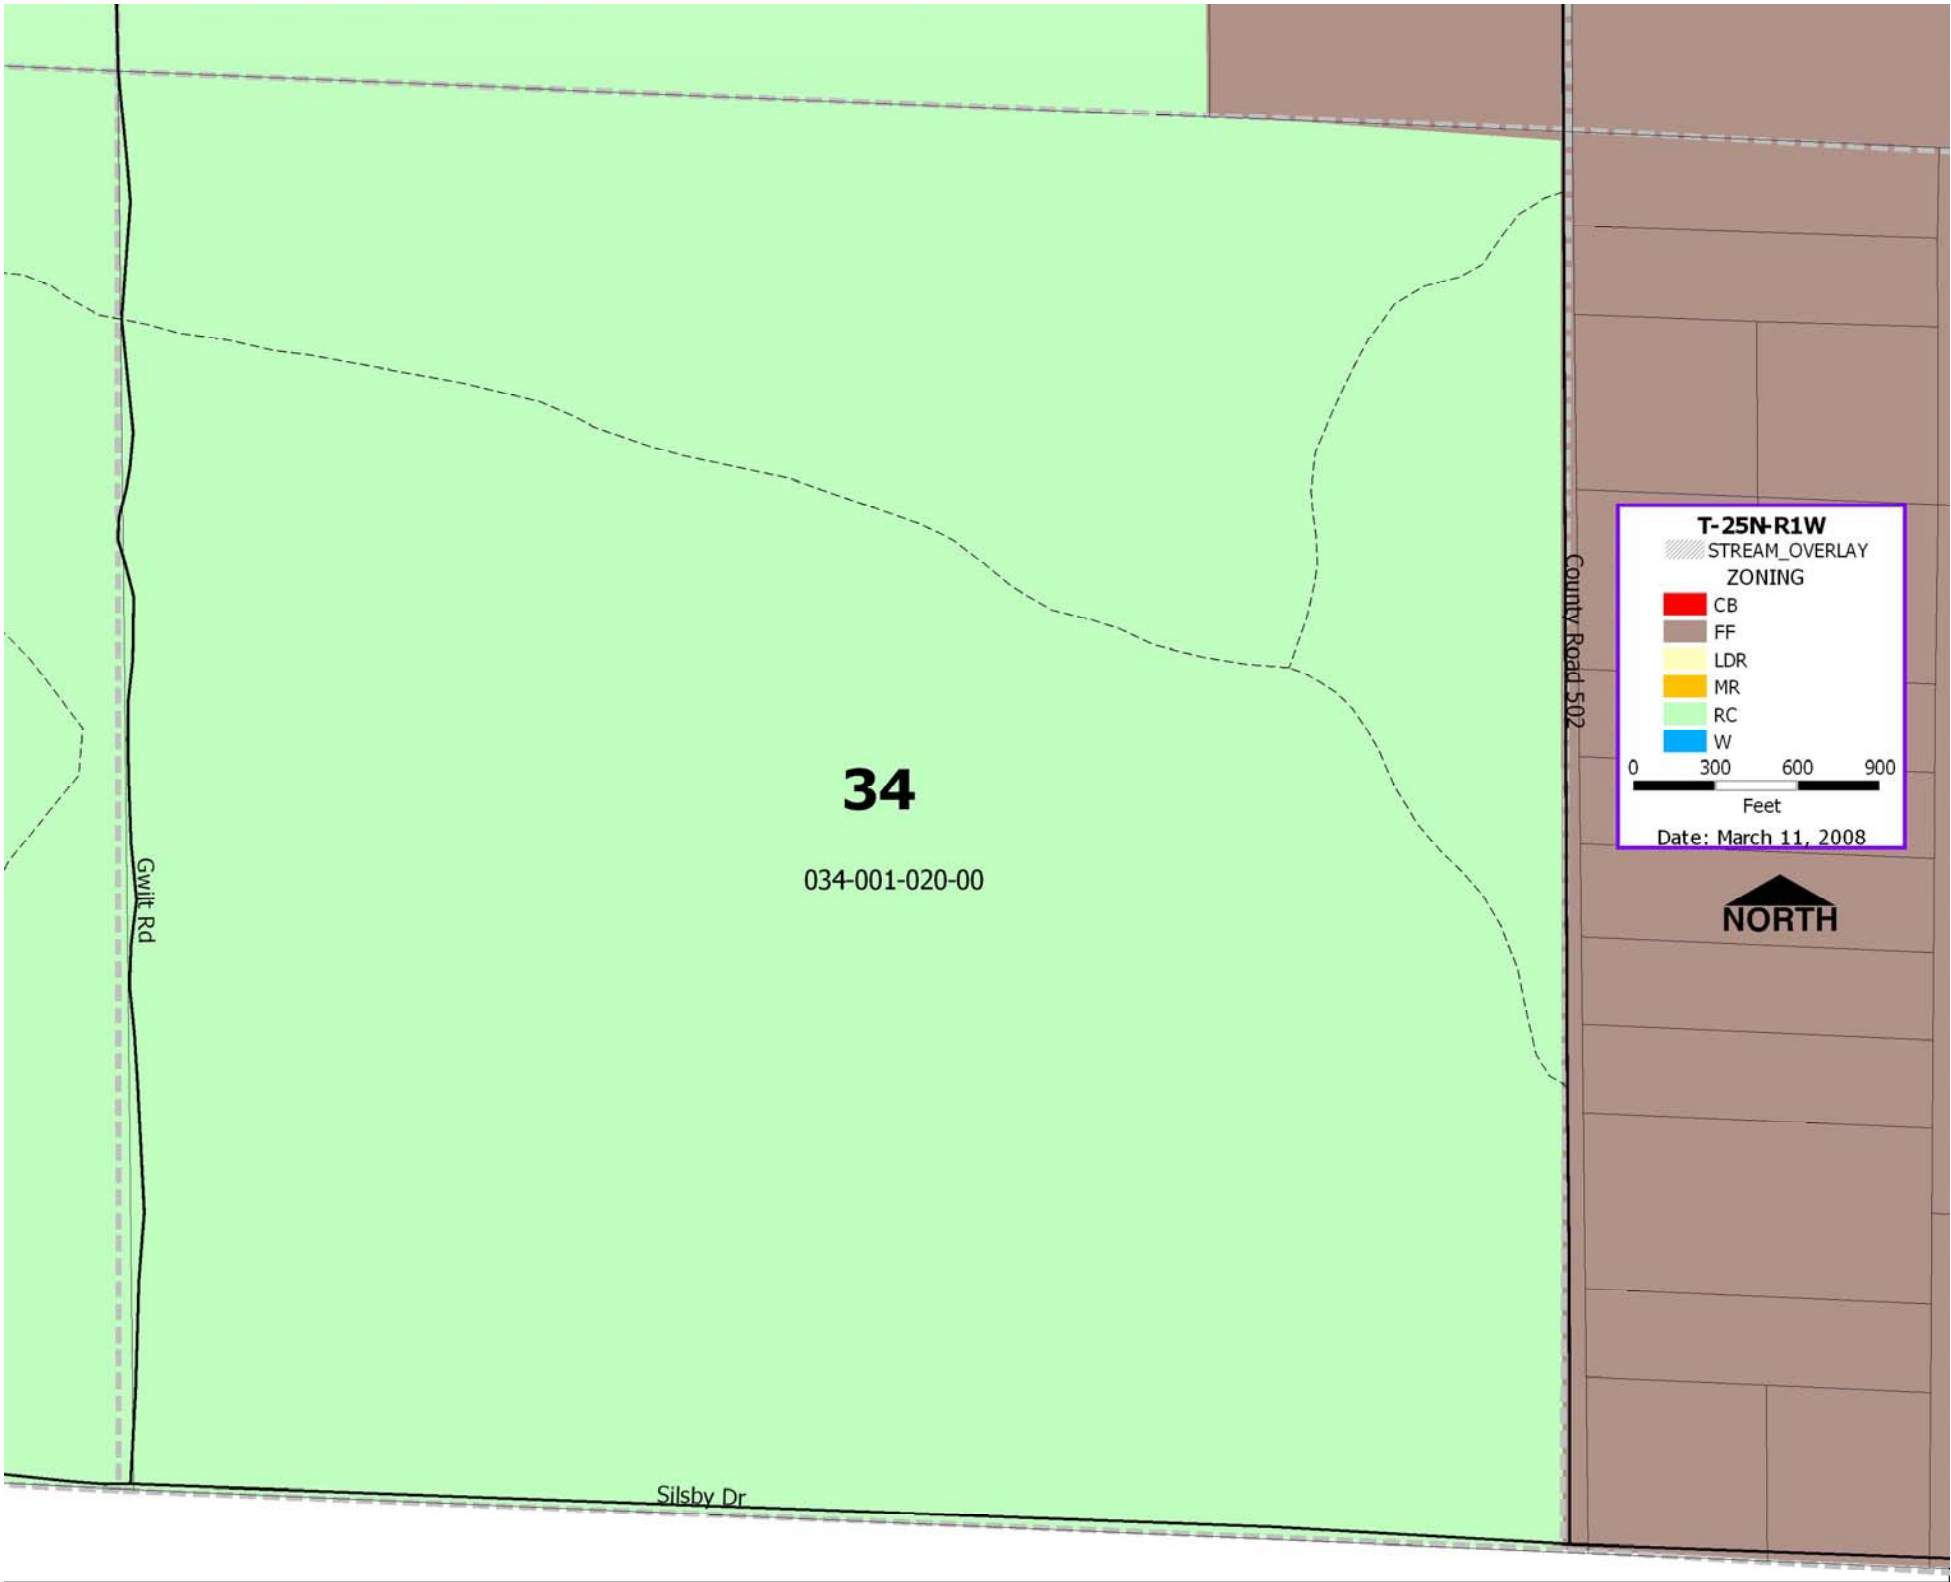 T-25N-R1W
STREAM_OVERLAY
ZONING
CB
FF
LDR
MR
RC
W
0 300 600 900
Feet
Date: March 11, 2008
NORTH
County Road 502
34
034-001-020-00
Gwilt Rd
Silsby Dr